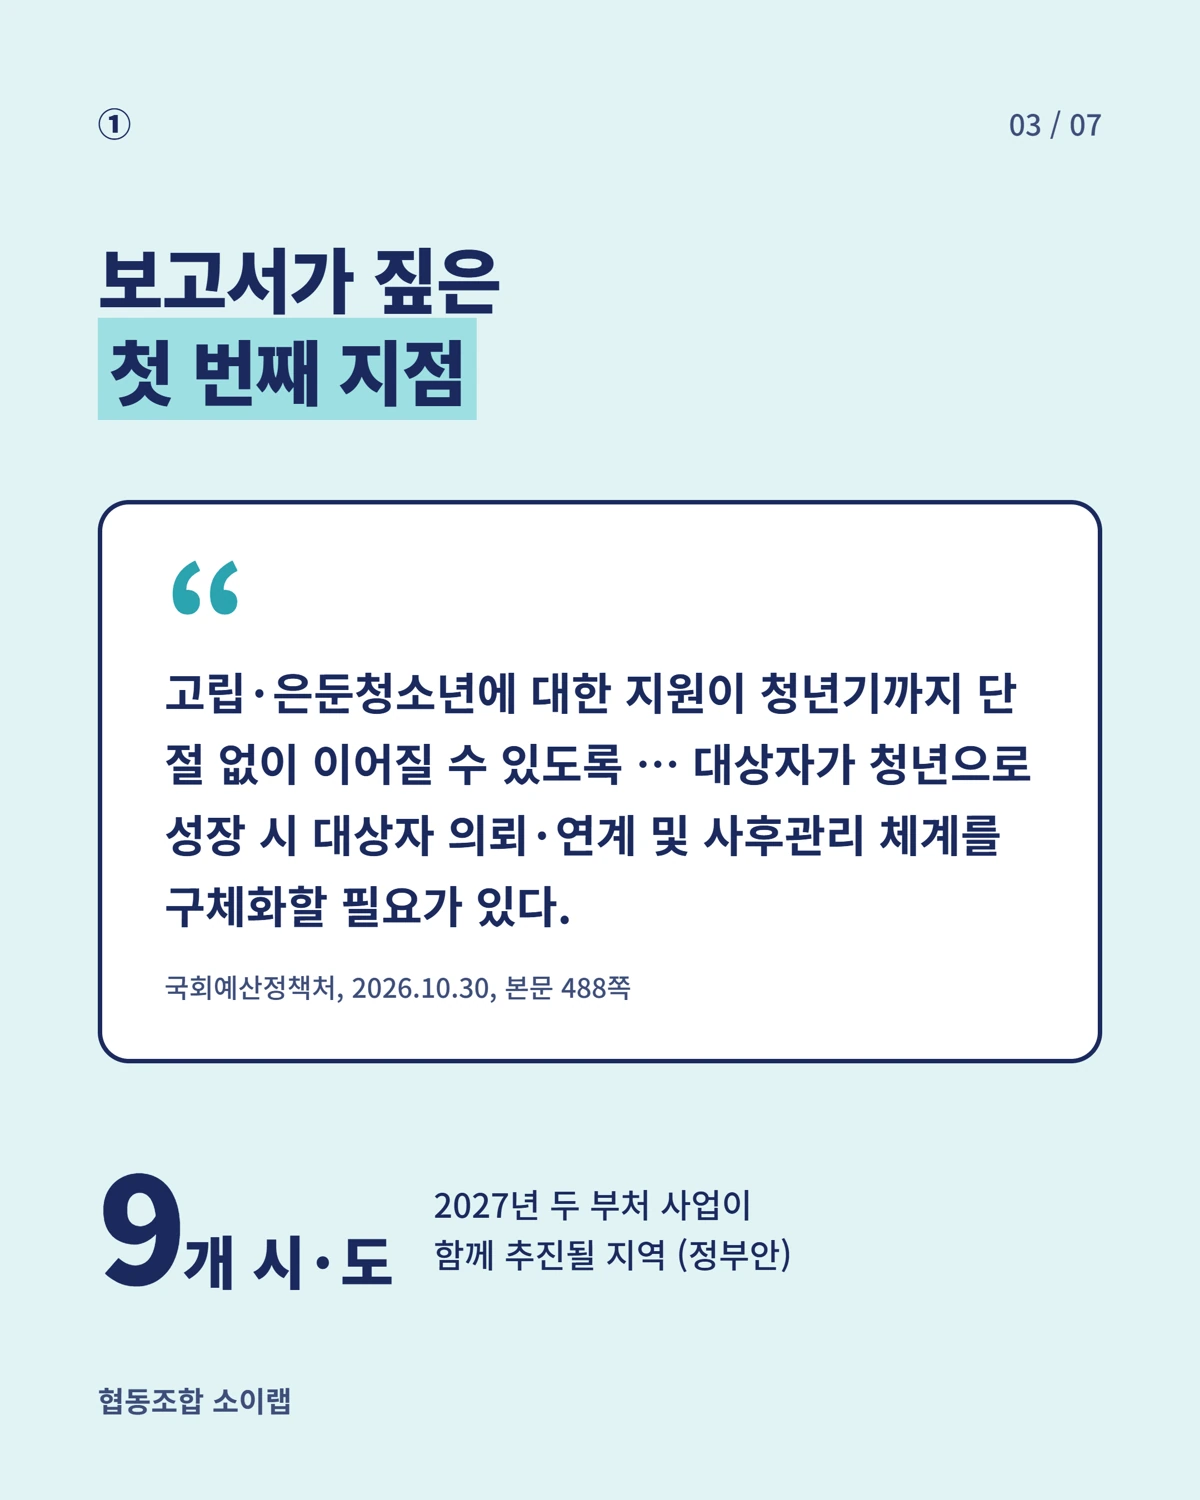 ①
03 / 07
보고서가 짚은
첫 번째 지점
“
고립·은둔청소년에 대한 지원이 청년기까지 단
절 없이 이어질 수 있도록 … 대상자가 청년으로
성장 시 대상자 의뢰·연계 및 사후관리 체계를
구체화할 필요가 있다.
국회예산정책처, 2026.10.30, 본문 488쪽
9개 시·도
2027년 두 부처 사업이
함께 추진될 지역 (정부안)
협동조합 소이랩